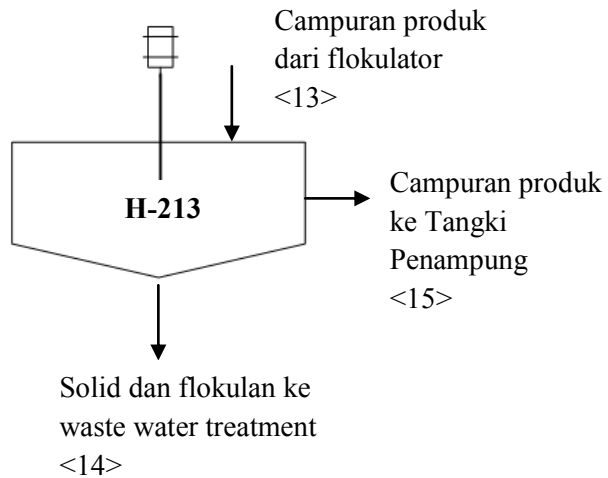 Campuran produk
dari flokulator
<13>
H-213
Campuran produk
ke Tangki
Penampung
<15>
Solid dan flokulan ke
waste water treatment
<14>